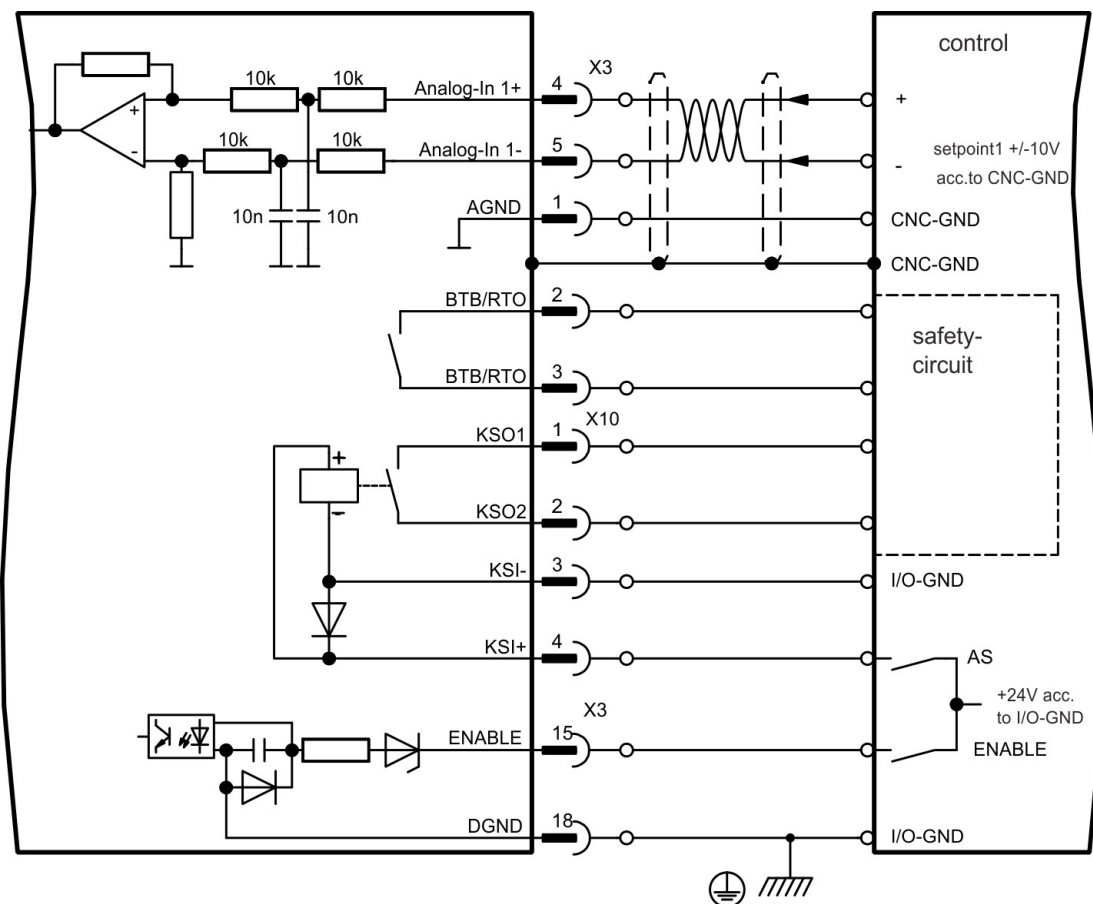 control
X3
10k
10k
Analog-In 1+
4
+
+
10k
10k
Analog-In 1-
5
-
-
setpoint1 +/-10V
acc.to CNC-GND
10n
10n
AGND
1
CNC-GND
CNC-GND
BTB/RTO
2
safety-
circuit
BTB/RTO
3
X10
KSO1
1
+
-
KSO2
2
KSI-
3
I/O-GND
KSI+
4
AS
+24V acc.
to I/O-GND
X3
ENABLE
15
ENABLE
DGND
18
I/O-GND